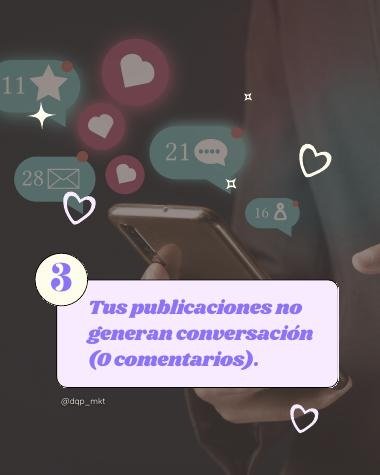 11
21
28
16
3
Tus publicaciones no
generan conversación
(0 comentarios).
@dqp_mkt